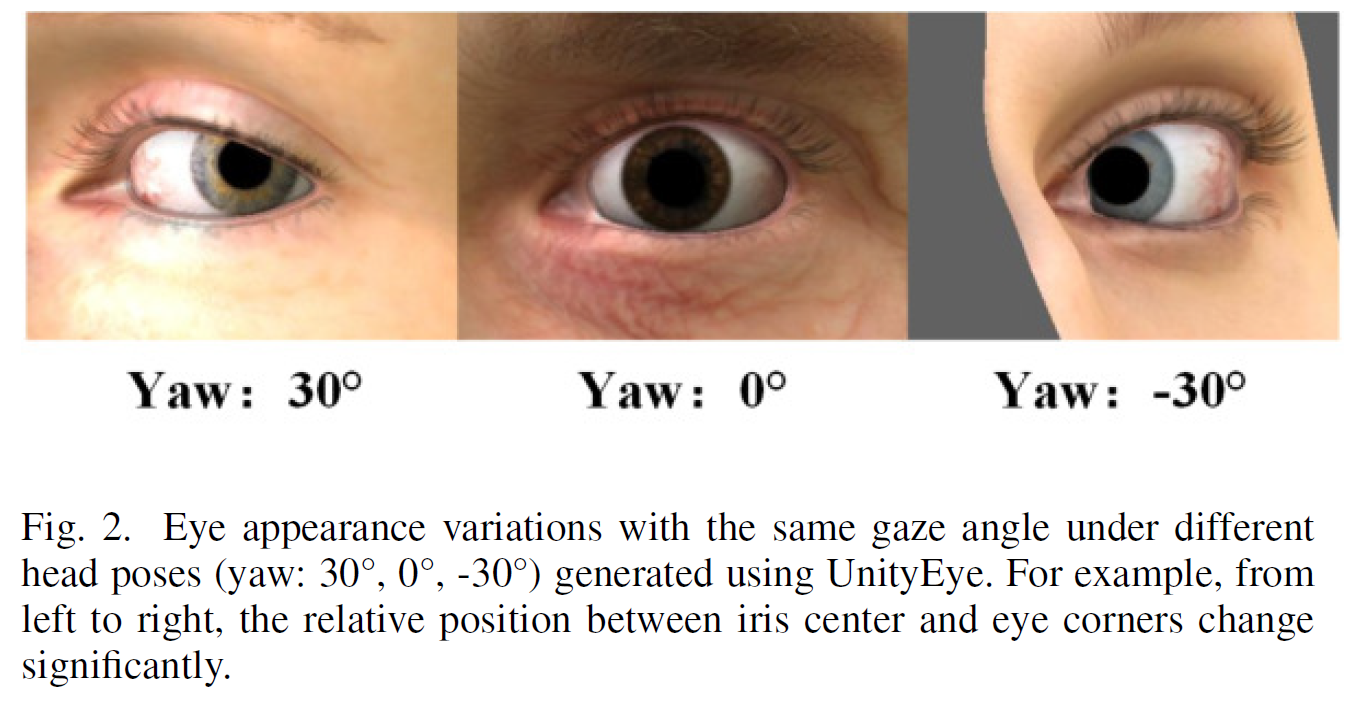 Yaw: 30°
Yaw: 0°
Yaw: -30°
Fig. 2. Eye appearance variations with the same gaze angle under different
head poses (yaw: 30°, 0°, -30°) generated using UnityEye. For example, from
left to right, the relative position between iris center and eye corners change
significantly.